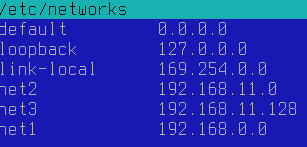 /etc/networks
default 0.0.0.0
loopback 127.0.0.0
link-local 169.254.0.0
net2 192.168.11.0
net3 192.168.11.128
net1 192.168.0.0